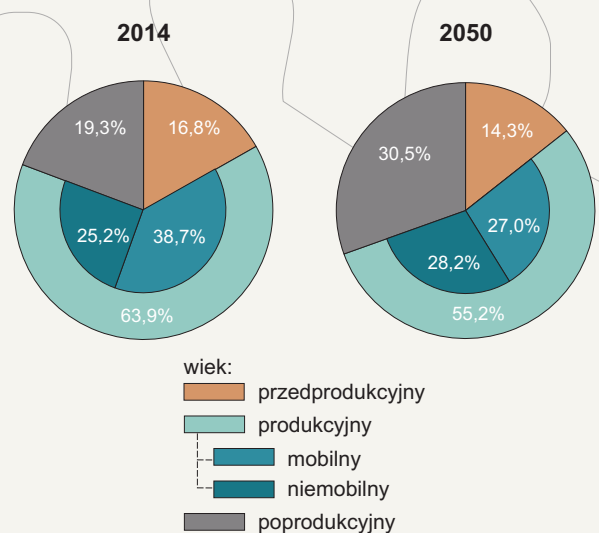 2014
2050
19,3%
16,8%
25,2%
38,7%
63,9%
30,5%
14,3%
27,0%
28,2%
55,2%
wiek:
przedprodukcyjny
produkcyjny
mobilny
niemobilny
poprodukcyjny